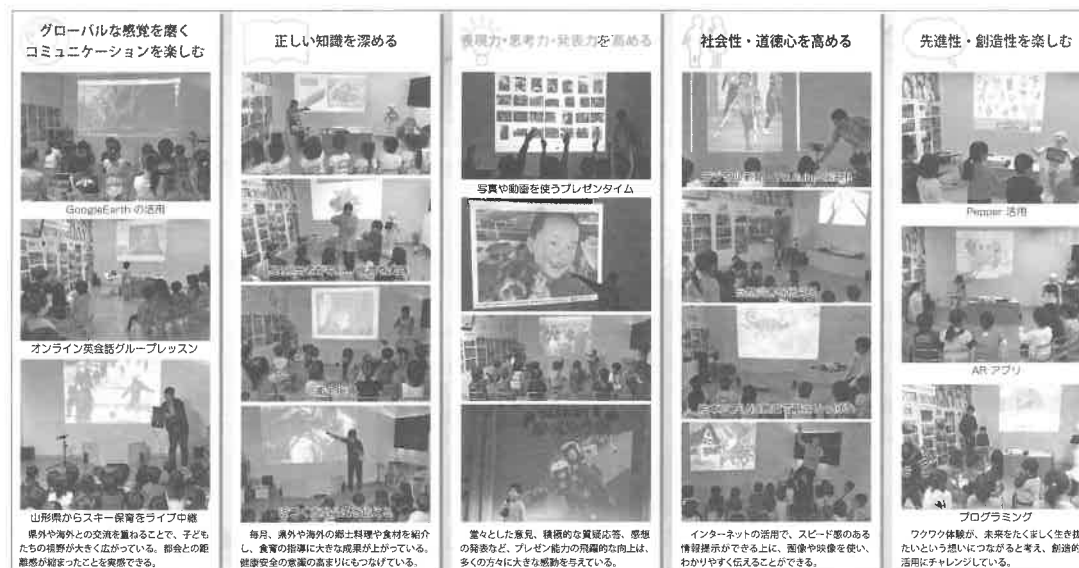 グローバルな感覚を磨く
コミュニケーションを楽しむ
GoogleEarth の活用
オンライン英会話グループレッスン
山形県からスキー保育をライブ中継
県外や海外との交流を重ねることで、子ども
たちの視野が大きく広がっている。都会との距
離感が縮まったことを実感できる。
正しい知識を深める
毎月、県外や海外の郷土料理や食材を紹介
し、食育の指導に大きな成果が上がっている。
健康安全の意識の高まりにもつなげている。
表現力・思考力・発表力を高める
写真や動画を使うプレゼンタイム
堂々とした意見、積極的な質疑応答、感想
の発表など、プレゼン能力の飛躍的な向上は、
多くの方々に大きな感動を与えている。
社会性・道徳心を高める
インターネットの活用で、スピード感のある
情報提示ができる上に、画像や映像を使い、
わかりやすく伝えることができる。
先進性・創造性を楽しむ
Pepper 活用
AR アプリ
プログラミング
ワクワク体験が、未来をたくましく生き抜
たいという想いにつながると考え、創造的
活用にチャレンジしている。